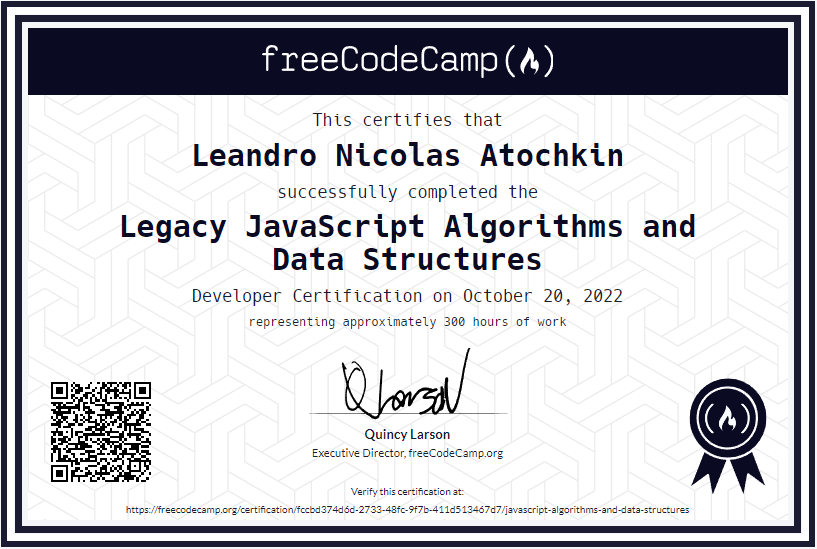 freeCodeCamp
This certifies that
Leandro Nicolas Atochkin
successfully completed the
Legacy JavaScript Algorithms and
Data Structures
Developer Certification on October 20, 2022
representing approximately 300 hours of work
Q Larson
Quincy Larson
Executive Director, freeCodeCamp.org
Verify this certification at:
https://freecodecamp.org/certification/fccbd374d6d-2733-48fc-9f7b-411d513467d7/javascript-algorithms-and-data-structures